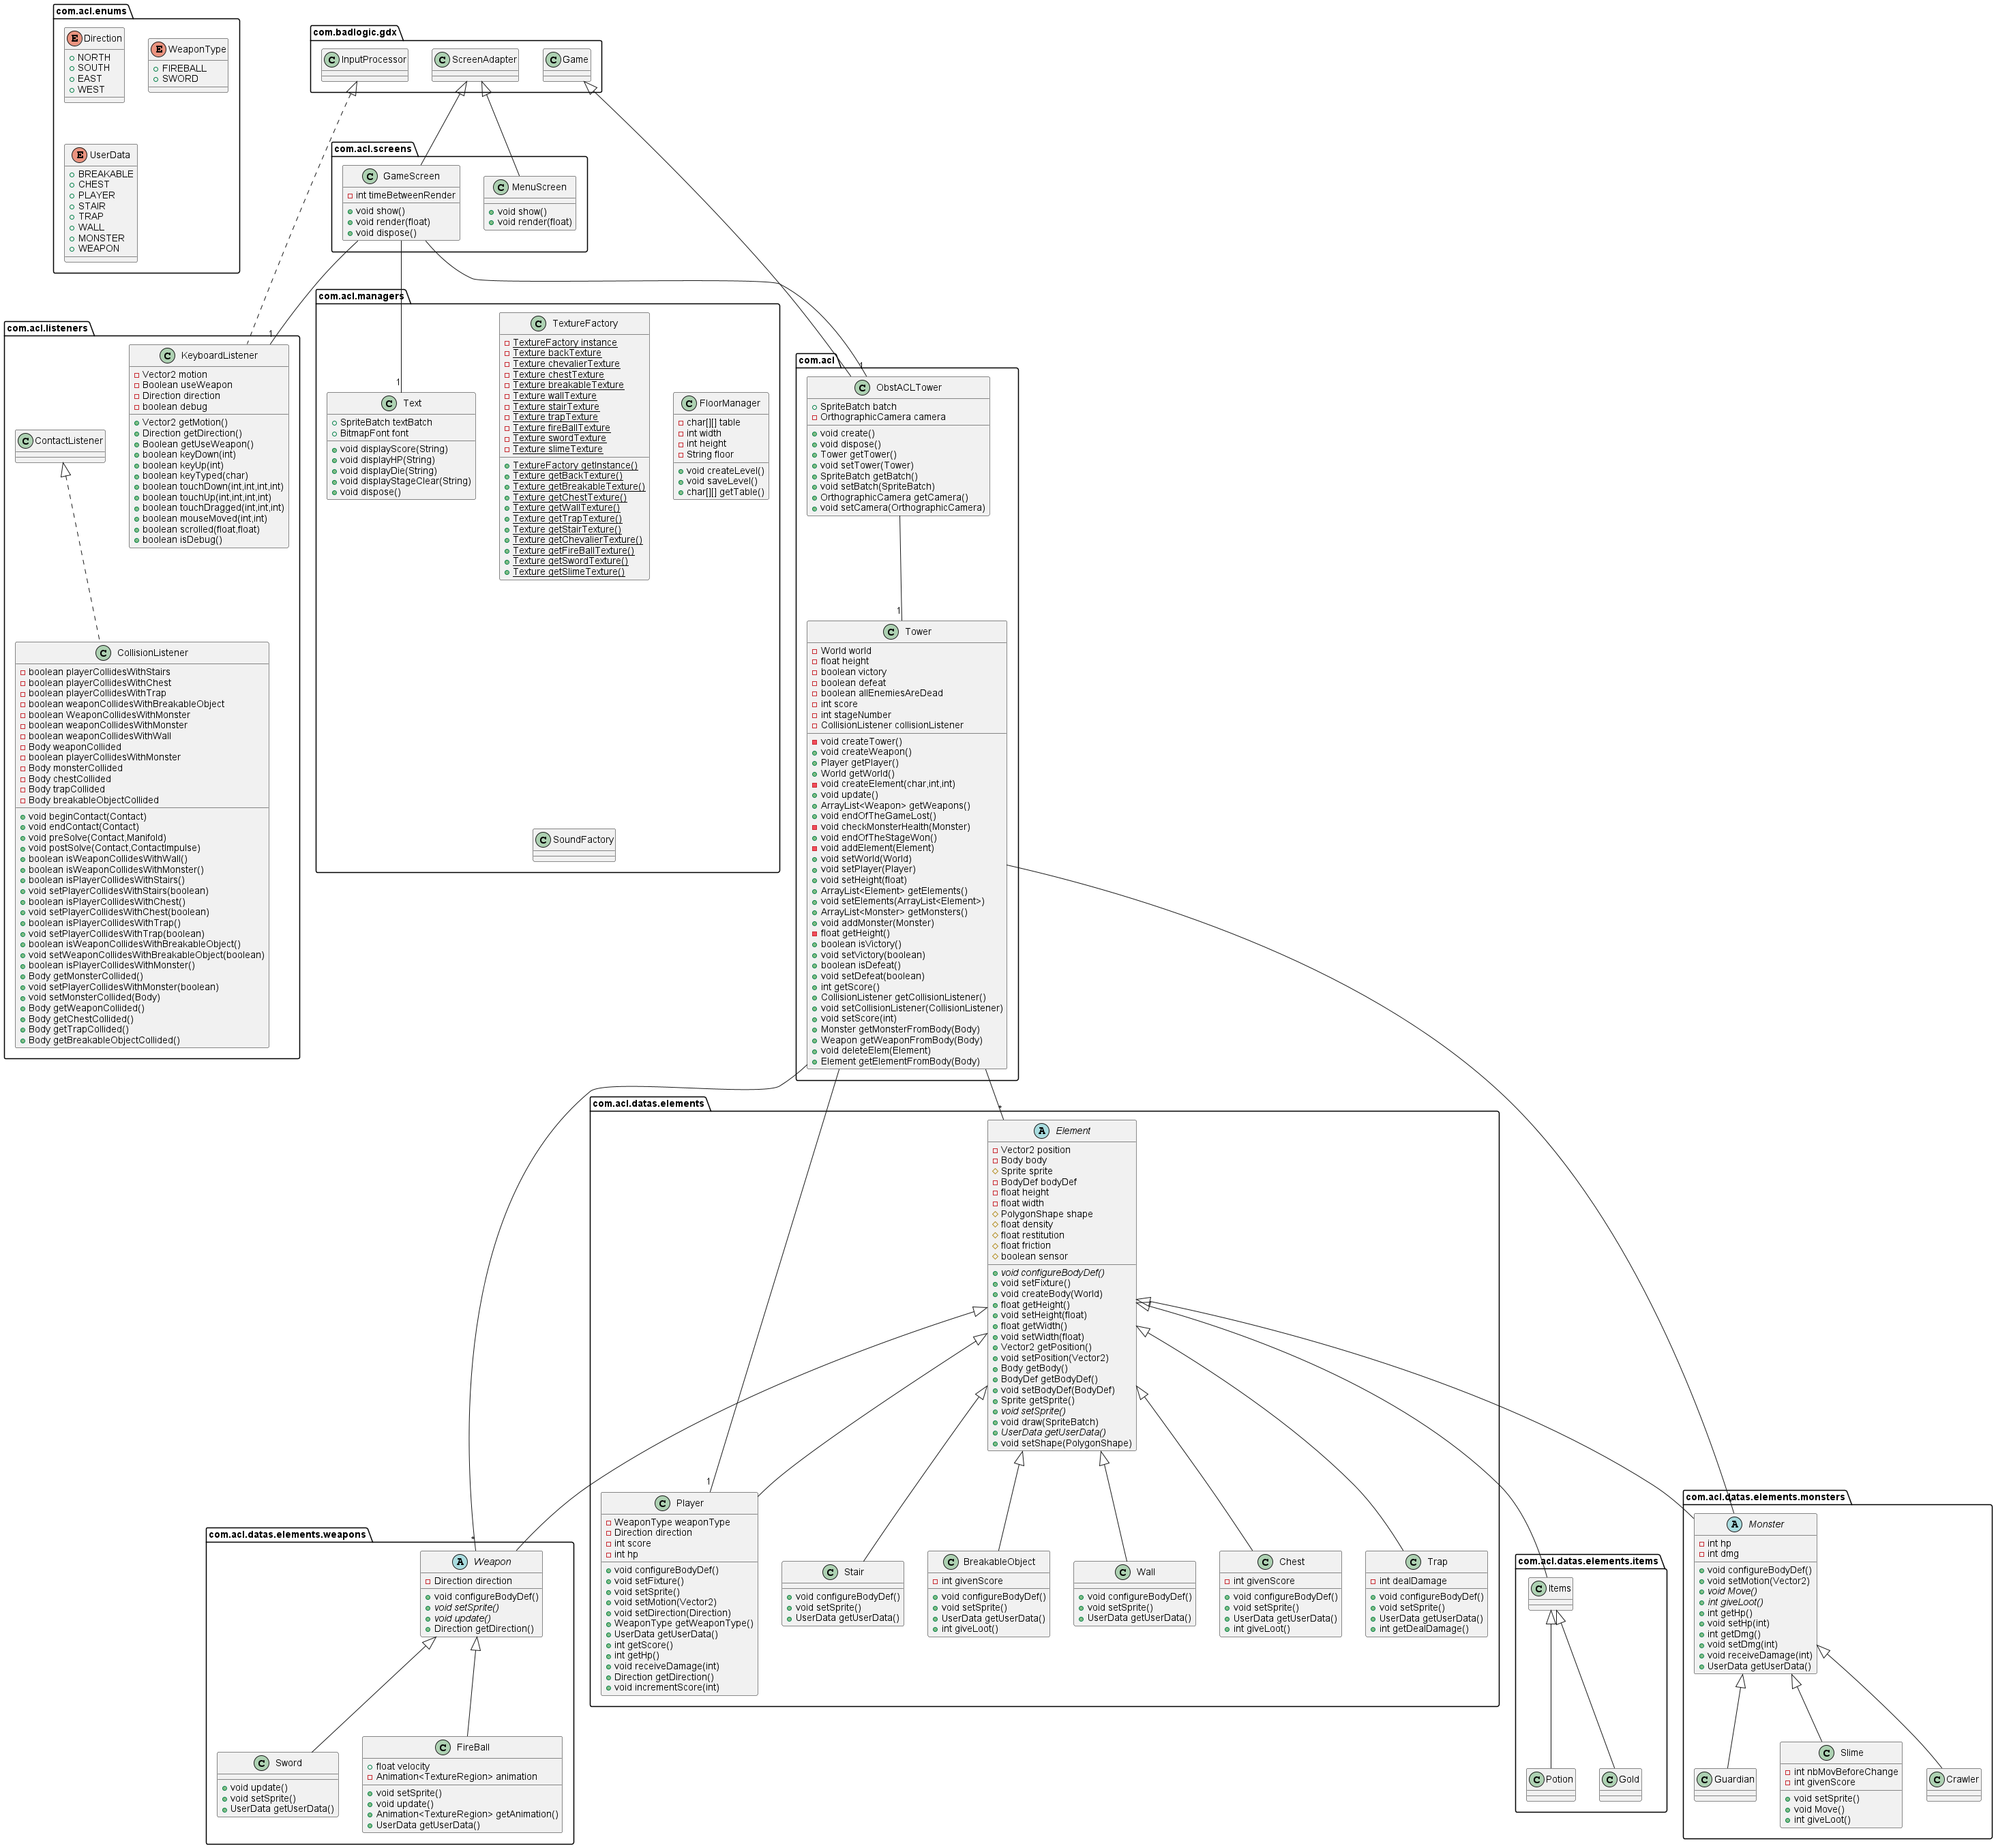 com.acl.enums
E Direction
NORTH
SOUTH
EAST
WEST
E WeaponType
FIREBALL
SWORD
E UserData
BREAKABLE
CHEST
PLAYER
STAIR
TRAP
WALL
MONSTER
WEAPON
com.badlogic.gdx
C InputProcessor
C ScreenAdapter
C Game
com.acl.screens
C GameScreen
int timeBetweenRender
void show()
void render(float)
void dispose()
C MenuScreen
void show()
void render(float)
com.acl.listeners
1
C KeyboardListener
Vector2 motion
Boolean useWeapon
Direction direction
boolean debug
Vector2 getMotion()
Direction getDirection()
Boolean getUseWeapon()
boolean keyDown(int)
boolean keyUp(int)
boolean keyTyped(char)
boolean touchDown(int,int,int,int)
boolean touchUp(int,int,int,int)
boolean touchDragged(int,int,int)
boolean mouseMoved(int,int)
boolean scrolled(float,float)
boolean isDebug()
C ContactListener
C CollisionListener
boolean playerCollidesWithStairs
boolean playerCollidesWithChest
boolean playerCollidesWithTrap
boolean weaponCollidesWithBreakableObject
boolean WeaponCollidesWithMonster
boolean weaponCollidesWithMonster
boolean weaponCollidesWithWall
Body weaponCollided
boolean playerCollidesWithMonster
Body monsterCollided
Body chestCollided
Body trapCollided
Body breakableObjectCollided
void beginContact(Contact)
void endContact(Contact)
void preSolve(Contact,Manifold)
void postSolve(Contact,ContactImpulse)
boolean isWeaponCollidesWithWall()
boolean isWeaponCollidesWithMonster()
boolean isPlayerCollidesWithStairs()
void setPlayerCollidesWithStairs(boolean)
boolean isPlayerCollidesWithChest()
void setPlayerCollidesWithChest(boolean)
boolean isPlayerCollidesWithTrap()
void setPlayerCollidesWithTrap(boolean)
boolean isWeaponCollidesWithBreakableObject()
void setWeaponCollidesWithBreakableObject(boolean)
boolean isPlayerCollidesWithMonster()
Body getMonsterCollided()
void setPlayerCollidesWithMonster(boolean)
void setMonsterCollided(Body)
Body getWeaponCollided()
Body getChestCollided()
Body getTrapCollided()
Body getBreakableObjectCollided()
com.acl.managers
1
C Text
SpriteBatch textBatch
BitmapFont font
void displayScore(String)
void displayHP(String)
void displayDie(String)
void displayStageClear(String)
void dispose()
C TextureFactory
TextureFactory instance
Texture backTexture
Texture chevalierTexture
Texture chestTexture
Texture breakableTexture
Texture wallTexture
Texture stairTexture
Texture trapTexture
Texture fireBallTexture
Texture swordTexture
Texture slimeTexture
TextureFactory getInstance()
Texture getBackTexture()
Texture getBreakableTexture()
Texture getChestTexture()
Texture getWallTexture()
Texture getTrapTexture()
Texture getStairTexture()
Texture getChevalierTexture()
Texture getFireBallTexture()
Texture getSwordTexture()
Texture getSlimeTexture()
C FloorManager
char[][] table
int width
int height
String floor
void createLevel()
void saveLevel()
char[][] getTable()
C SoundFactory
com.acl
1
C ObstACLTower
SpriteBatch batch
OrthographicCamera camera
void create()
void dispose()
Tower getTower()
void setTower(Tower)
SpriteBatch getBatch()
void setBatch(SpriteBatch)
OrthographicCamera getCamera()
void setCamera(OrthographicCamera)
1
C Tower
World world
float height
boolean victory
boolean defeat
boolean allEnemiesAreDead
int score
int stageNumber
CollisionListener collisionListener
void createTower()
void createWeapon()
Player getPlayer()
World getWorld()
void createElement(char,int,int)
void update()
ArrayList<Weapon> getWeapons()
void endOfTheGameLost()
void checkMonsterHealth(Monster)
void endOfTheStageWon()
void addElement(Element)
void setWorld(World)
void setPlayer(Player)
void setHeight(float)
ArrayList<Element> getElements()
void setElements(ArrayList<Element>)
ArrayList<Monster> getMonsters()
void addMonster(Monster)
float getHeight()
boolean isVictory()
void setVictory(boolean)
boolean isDefeat()
void setDefeat(boolean)
int getScore()
CollisionListener getCollisionListener()
void setCollisionListener(CollisionListener)
void setScore(int)
Monster getMonsterFromBody(Body)
Weapon getWeaponFromBody(Body)
void deleteElem(Element)
Element getElementFromBody(Body)
com.acl.datas.elements
*
A Element
Vector2 position
Body body
Sprite sprite
BodyDef bodyDef
float height
float width
PolygonShape shape
float density
float restitution
float friction
boolean sensor
void configureBodyDef()
void setFixture()
void createBody(World)
float getHeight()
void setHeight(float)
float getWidth()
void setWidth(float)
Vector2 getPosition()
void setPosition(Vector2)
Body getBody()
BodyDef getBodyDef()
void setBodyDef(BodyDef)
Sprite getSprite()
void setSprite()
void draw(SpriteBatch)
UserData getUserData()
void setShape(PolygonShape)
1
C Player
WeaponType weaponType
Direction direction
int score
int hp
void configureBodyDef()
void setFixture()
void setSprite()
void setMotion(Vector2)
void setDirection(Direction)
WeaponType getWeaponType()
UserData getUserData()
int getScore()
int getHp()
void receiveDamage(int)
Direction getDirection()
void incrementScore(int)
C Stair
void configureBodyDef()
void setSprite()
UserData getUserData()
C BreakableObject
int givenScore
void configureBodyDef()
void setSprite()
UserData getUserData()
int giveLoot()
C Wall
void configureBodyDef()
void setSprite()
UserData getUserData()
C Chest
int givenScore
void configureBodyDef()
void setSprite()
UserData getUserData()
int giveLoot()
C Trap
int dealDamage
void configureBodyDef()
void setSprite()
UserData getUserData()
int getDealDamage()
com.acl.datas.elements.weapons
*
A Weapon
Direction direction
void configureBodyDef()
void setSprite()
void update()
Direction getDirection()
C Sword
void update()
void setSprite()
UserData getUserData()
C FireBall
float velocity
Animation<TextureRegion> animation
void setSprite()
void update()
Animation<TextureRegion> getAnimation()
UserData getUserData()
com.acl.datas.elements.items
C Items
C Potion
C Gold
com.acl.datas.elements.monsters
A Monster
int hp
int dmg
void configureBodyDef()
void setMotion(Vector2)
void Move()
int giveLoot()
int getHp()
void setHp(int)
int getDmg()
void setDmg(int)
void receiveDamage(int)
UserData getUserData()
C Guardian
C Slime
int nbMovBeforeChange
int givenScore
void setSprite()
void Move()
int giveLoot()
C Crawler